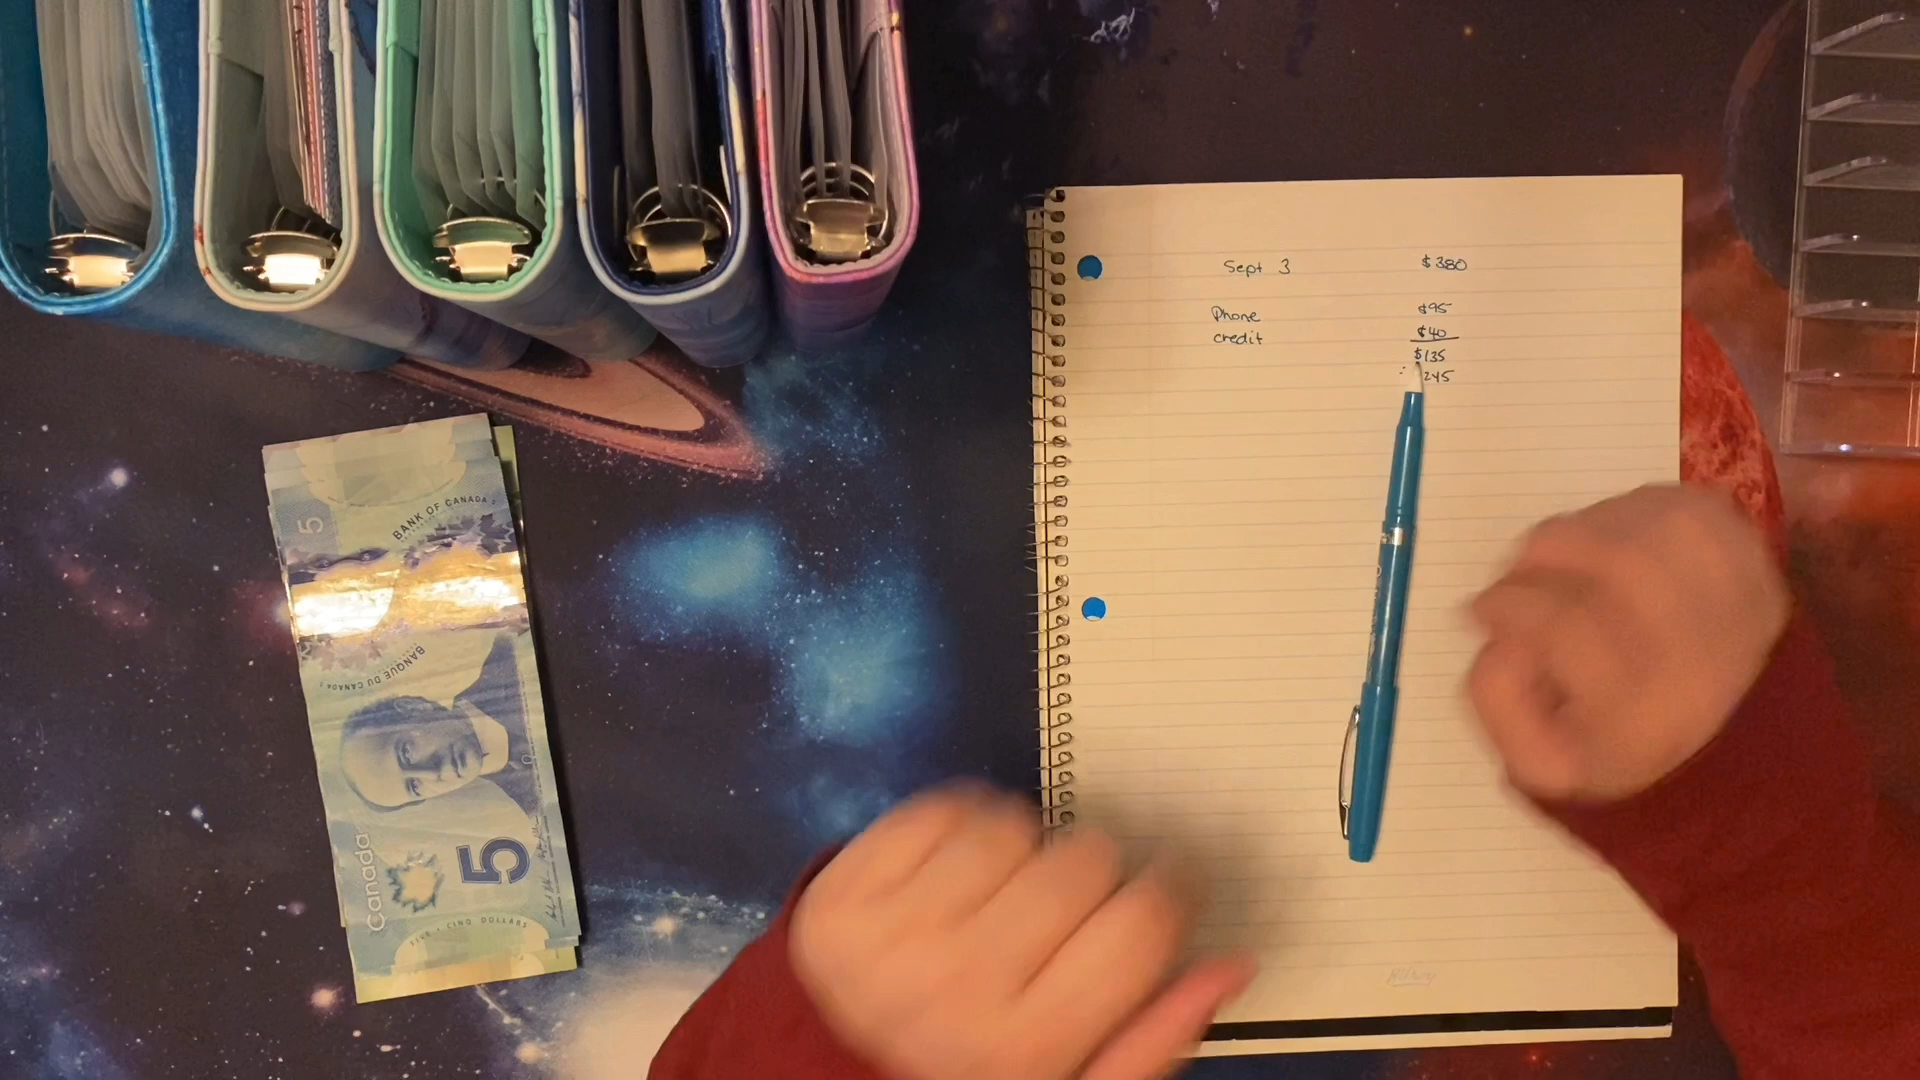 Sept 3 $380
Phone $95
credit $40
$135
245
5
BANK OF CANADA
BANQUE DU CANADA
Canada
5
FIVE • CINQ DOLLARS